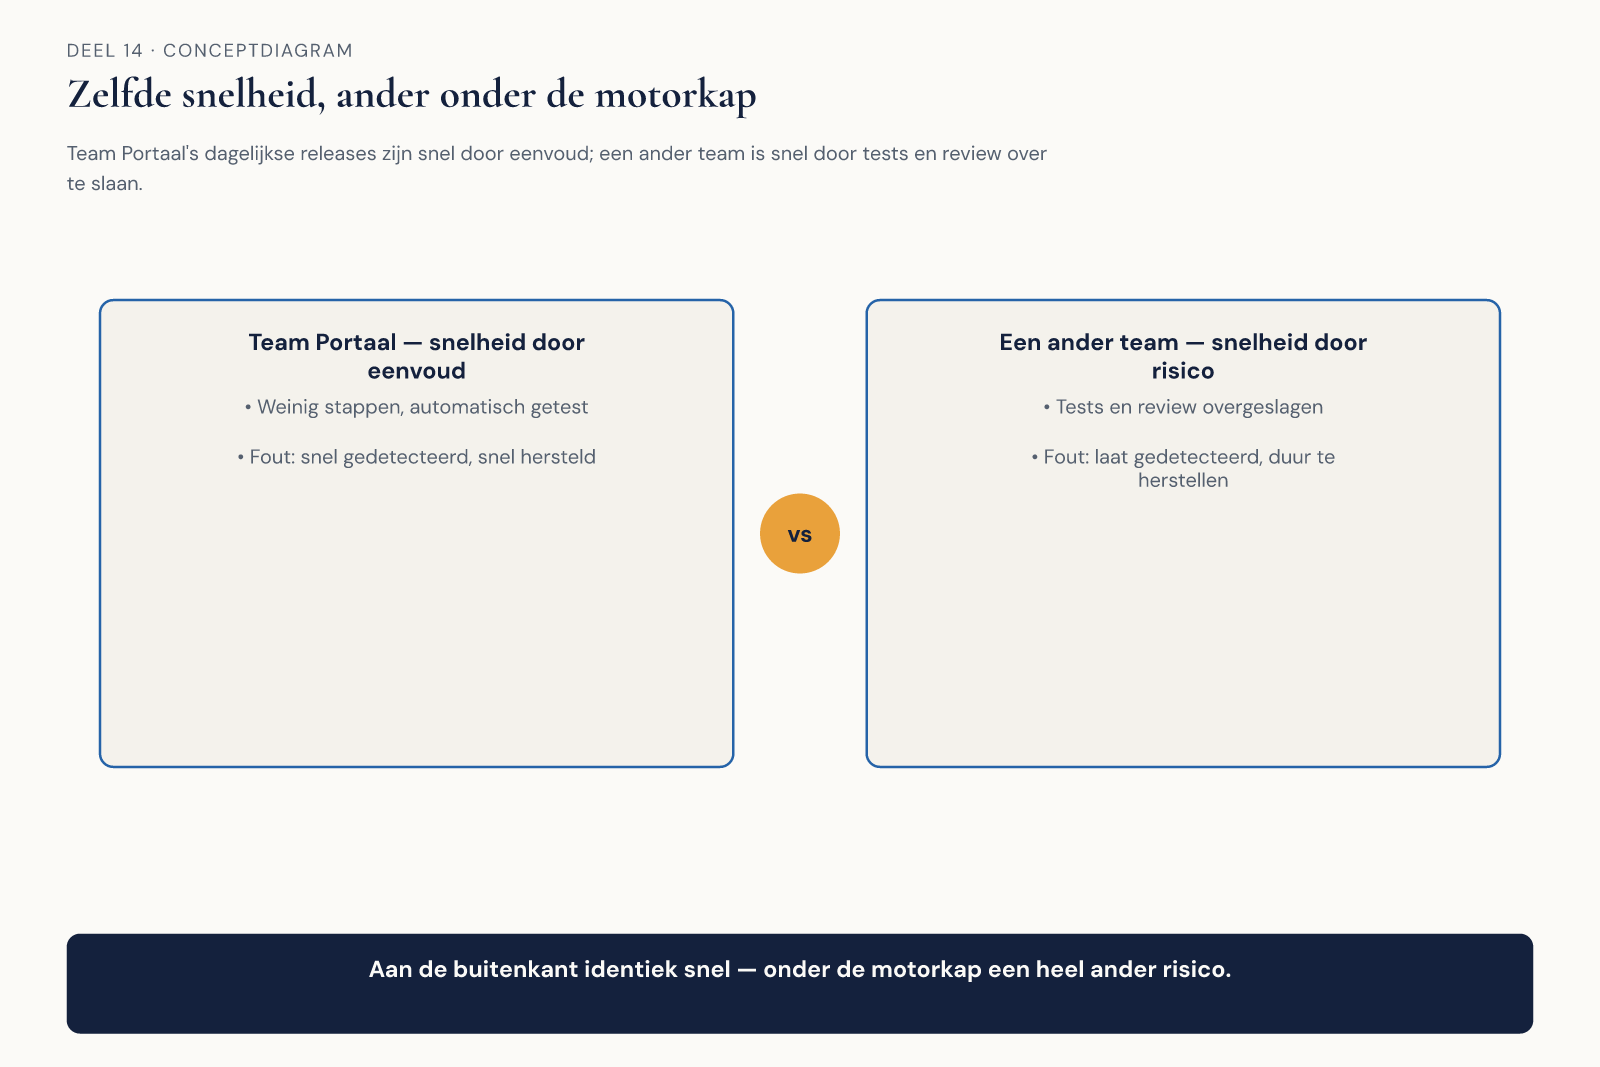 DEEL 14 · CONCEPTDIAGRAM
Zelfde snelheid, ander onder de motorkap
Team Portaal's dagelijkse releases zijn snel door eenvoud; een ander team is snel door tests en review over
te slaan.
Team Portaal — snelheid door
eenvoud
• Weinig stappen, automatisch getest
• Fout: snel gedetecteerd, snel hersteld
vs
Een ander team — snelheid door
risico
• Tests en review overgeslagen
• Fout: laat gedetecteerd, duur te
herstellen
Aan de buitenkant identiek snel — onder de motorkap een heel ander risico.